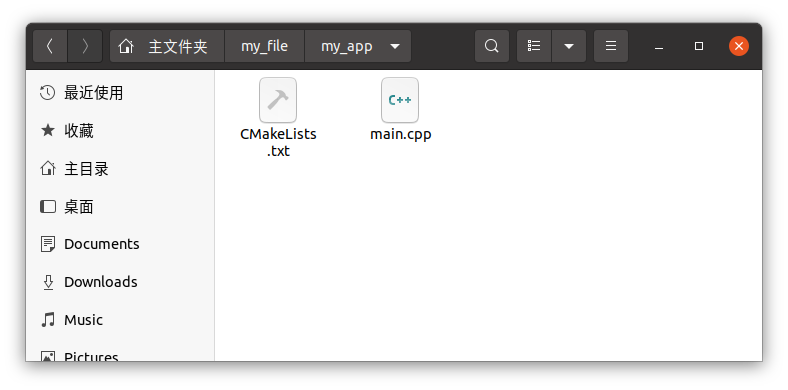 主文件夹
my_file
my_app
最近使用
收藏
主目录
桌面
Documents
Downloads
Music
Pictures
CMakeLists
.txt
C++
main.cpp